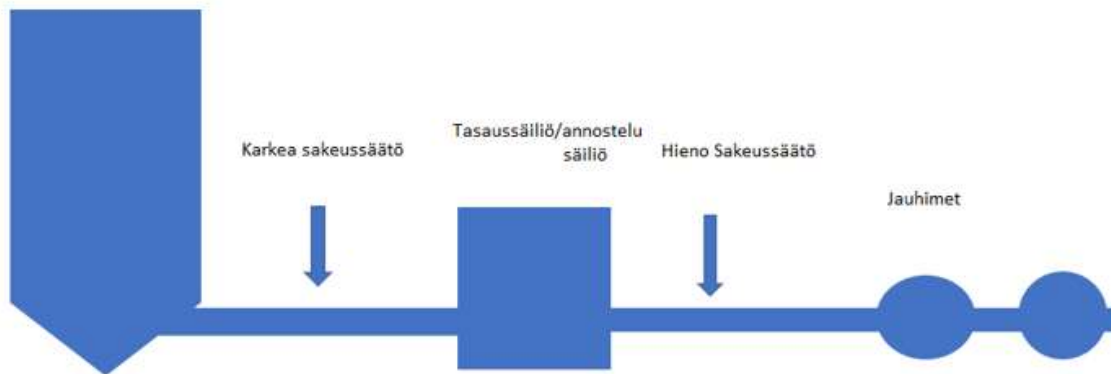 Karkea sakeussäätö
Tasaussäiliö/annostelu
säiliö
Hieno Sakeussäätö
Jauhimet